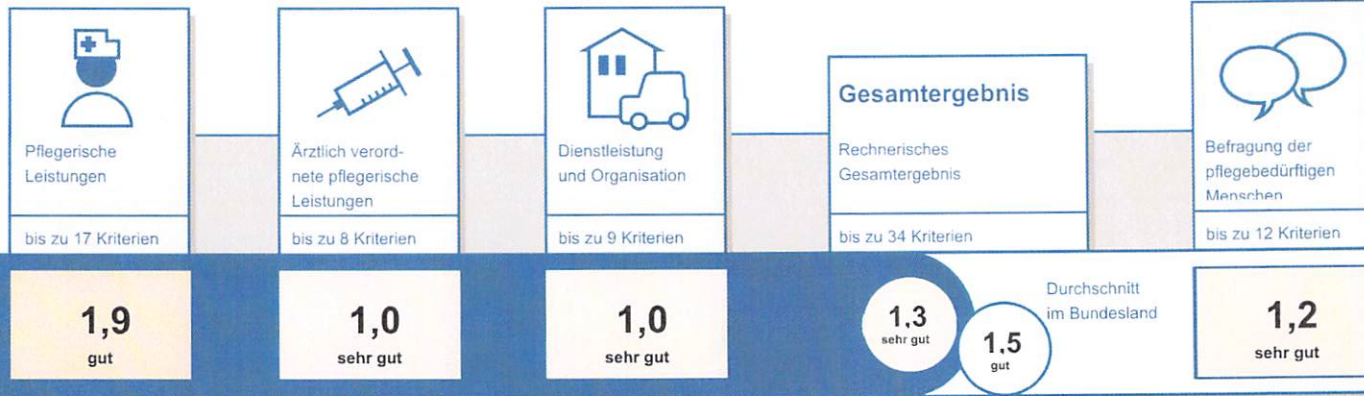 Pflegerische
Leistungen
bis zu 17 Kriterien
1,9
gut
Ärztlich verord-
nete pflegerische
Leistungen
bis zu 8 Kriterien
1,0
sehr gut
Dienstleistung
und Organisation
bis zu 9 Kriterien
1,0
sehr gut
Gesamtergebnis
Rechnerisches
Gesamtergebnis
bis zu 34 Kriterien
1,3
sehr gut
1,5
gut
Durchschnitt
im Bundesland
Befragung der
pflegebedürftigen
Menschen
bis zu 12 Kriterien
1,2
sehr gut